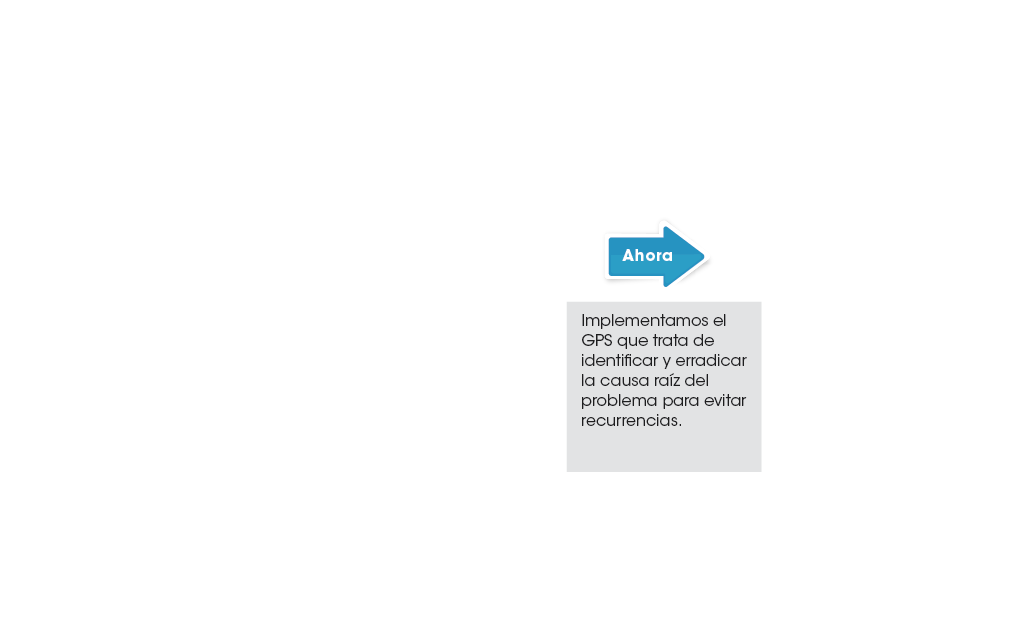 Ahora
Implementamos el
GPS que trata de
identificar y erradicar
la causa raíz del
problema para evitar
recurrencias.